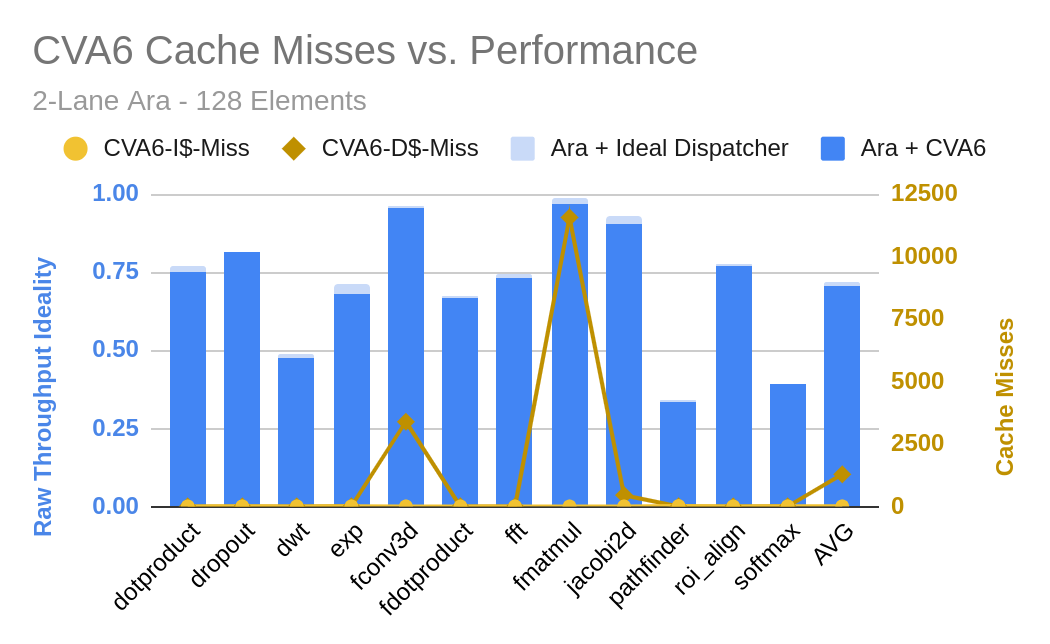 CVA6 Cache Misses vs. Performance
2-Lane Ara - 128 Elements
CVA6-I$-Miss CVA6-D$-Miss Ara + Ideal Dispatcher Ara + CVA6
Raw Throughput Ideality
1.00
0.75
0.50
0.25
0.00
12500
10000
7500
5000
2500
0
Cache Misses
dotproduct
dropout
dwt
exp
fconv3d
fdotproduct
fft
fmatmul
jacobi2d
pathfinder
roi_align
softmax
AVG